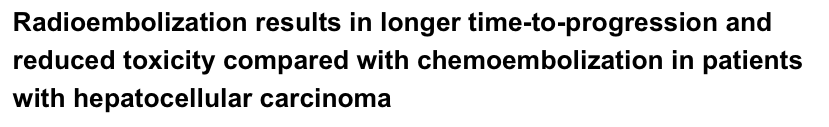 Radioembolization results in longer time-to-progression and
reduced toxicity compared with chemoembolization in patients
with hepatocellular carcinoma